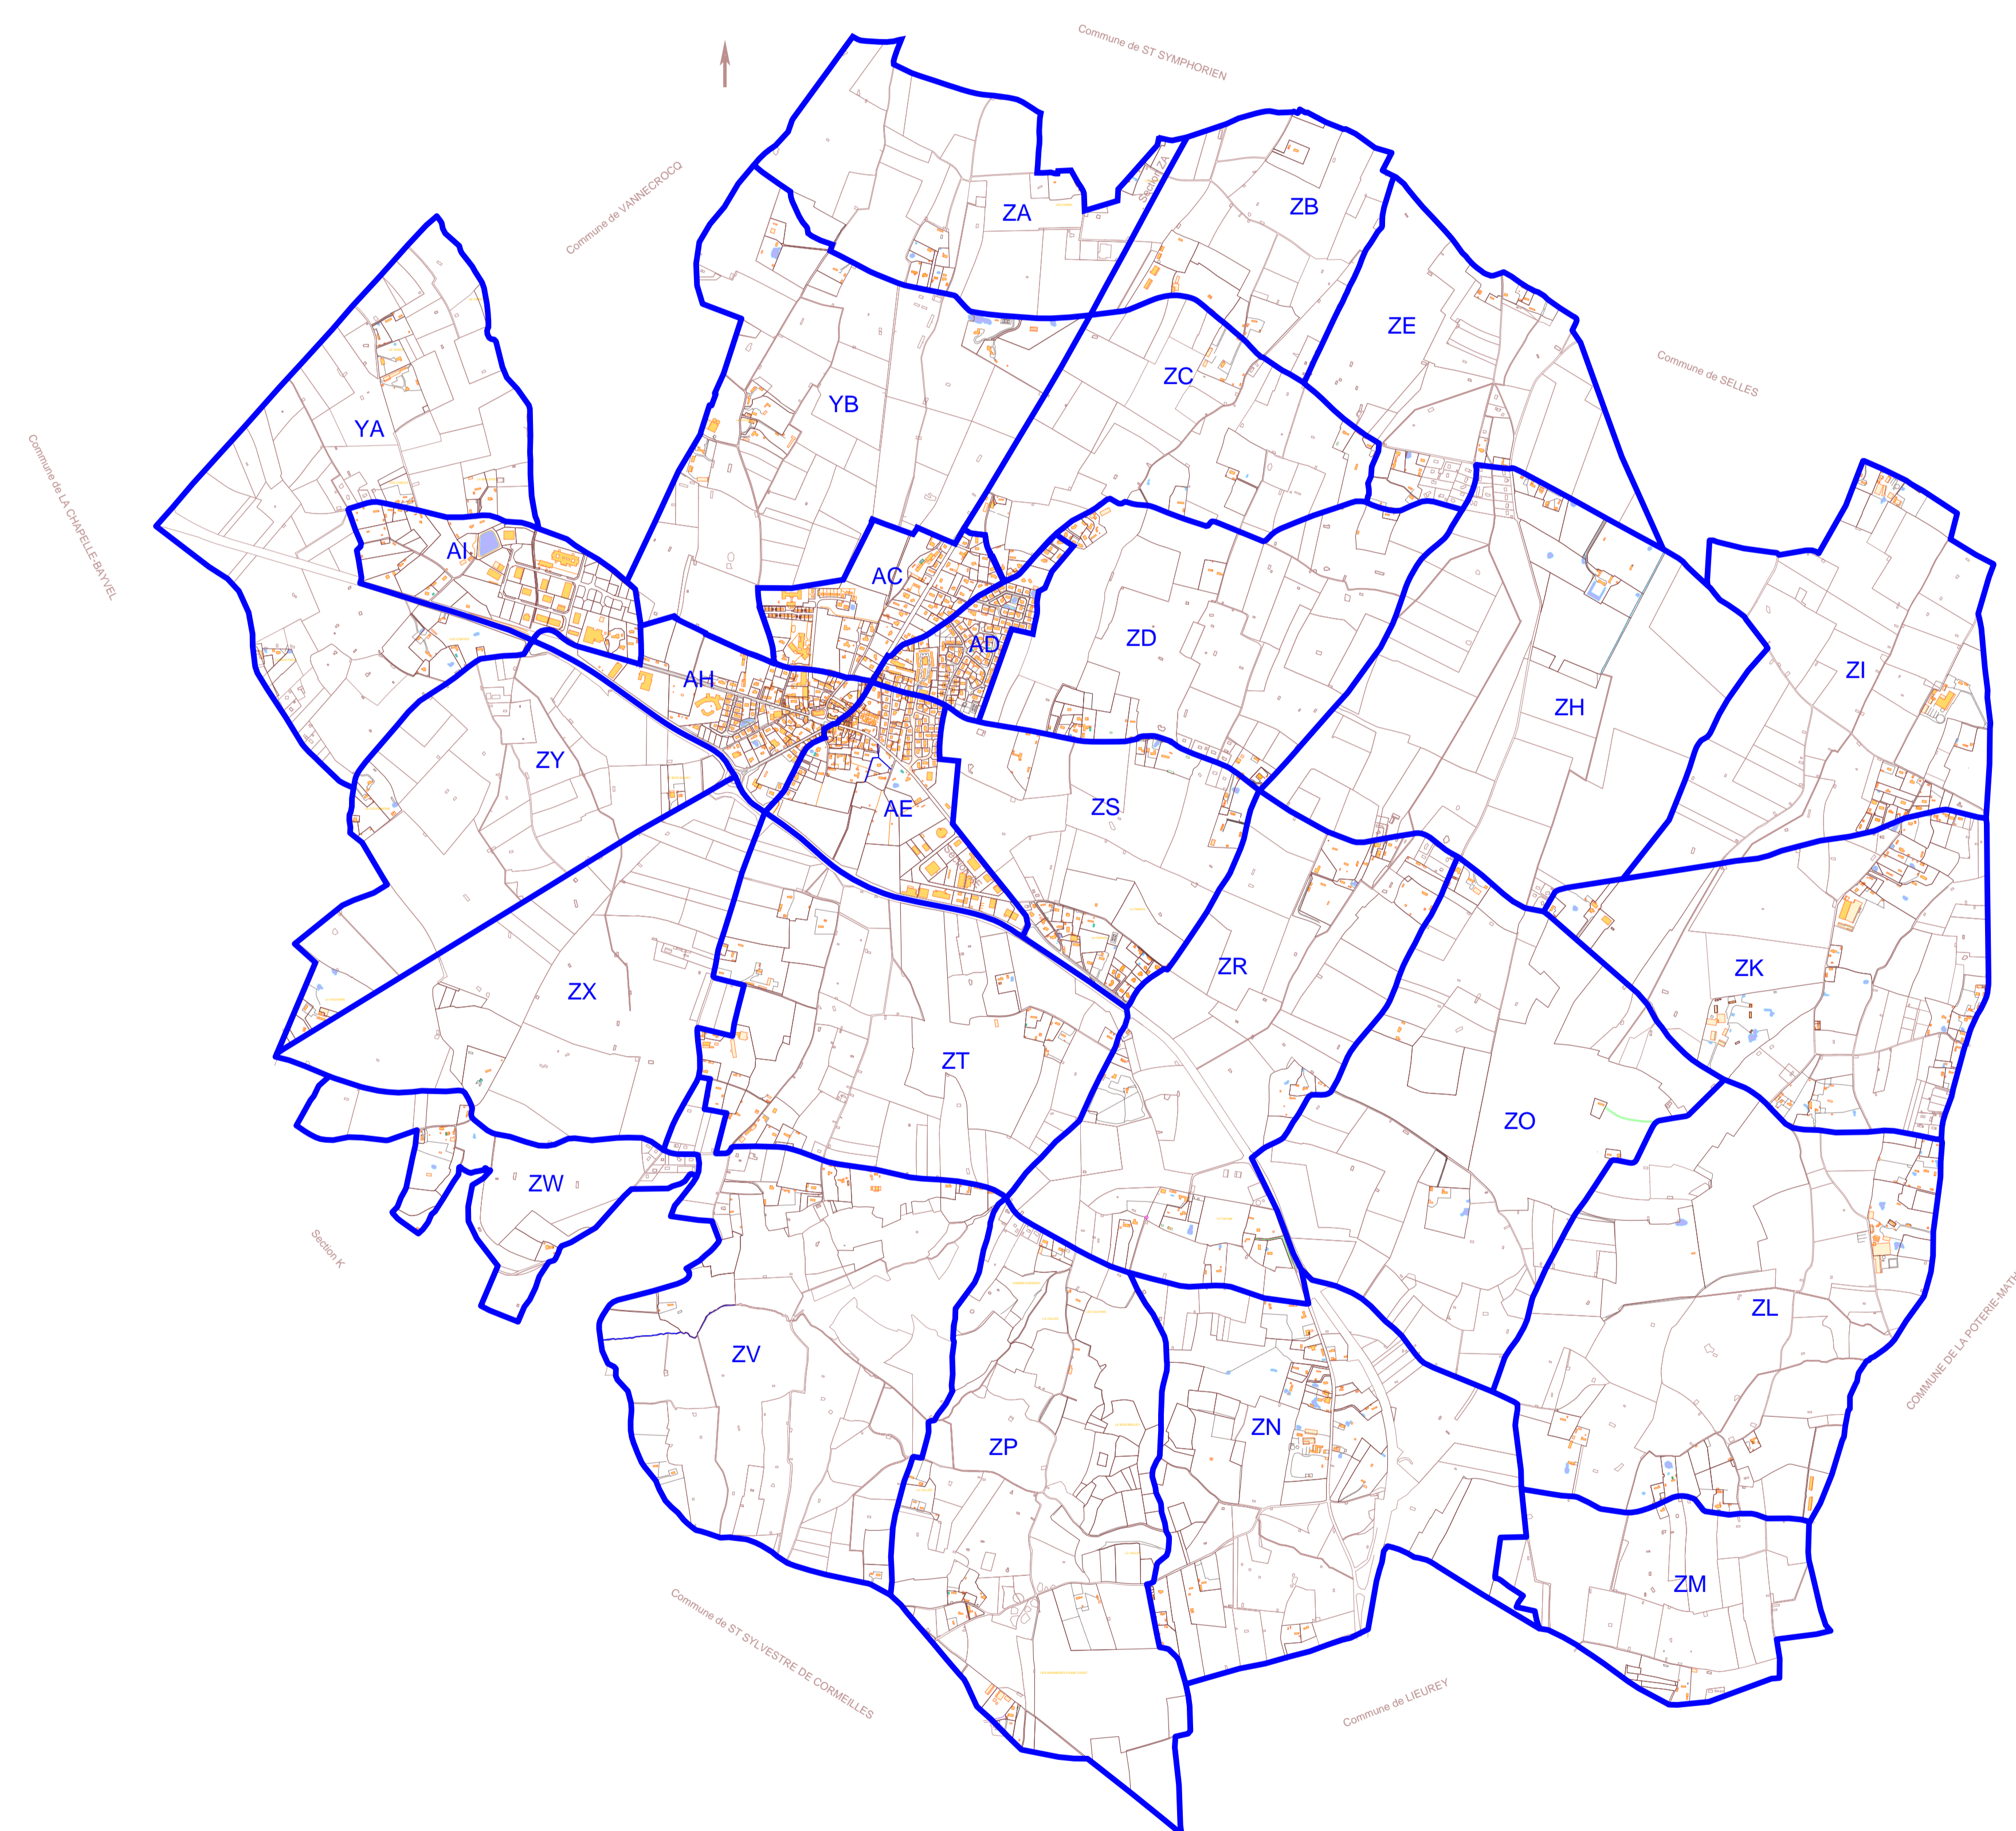 Commune de ST SYMPHORIEN
Commune de VANNECROCQ
Section ZA
ZB
ZA
ZE
Commune de SELLES
ZC
YB
YA
Commune de LA CHAPELLE-BAYVEL
AI
AC
AD
ZD
ZI
AH
ZH
ZY
AE
ZS
ZK
ZR
ZX
ZT
ZO
ZW
Section K
ZL
COMMUNE DE LA POTERIE-MATH
ZV
ZN
ZP
ZM
Commune de ST SYLVESTRE DE CORMEILLES
Commune de LIEUREY